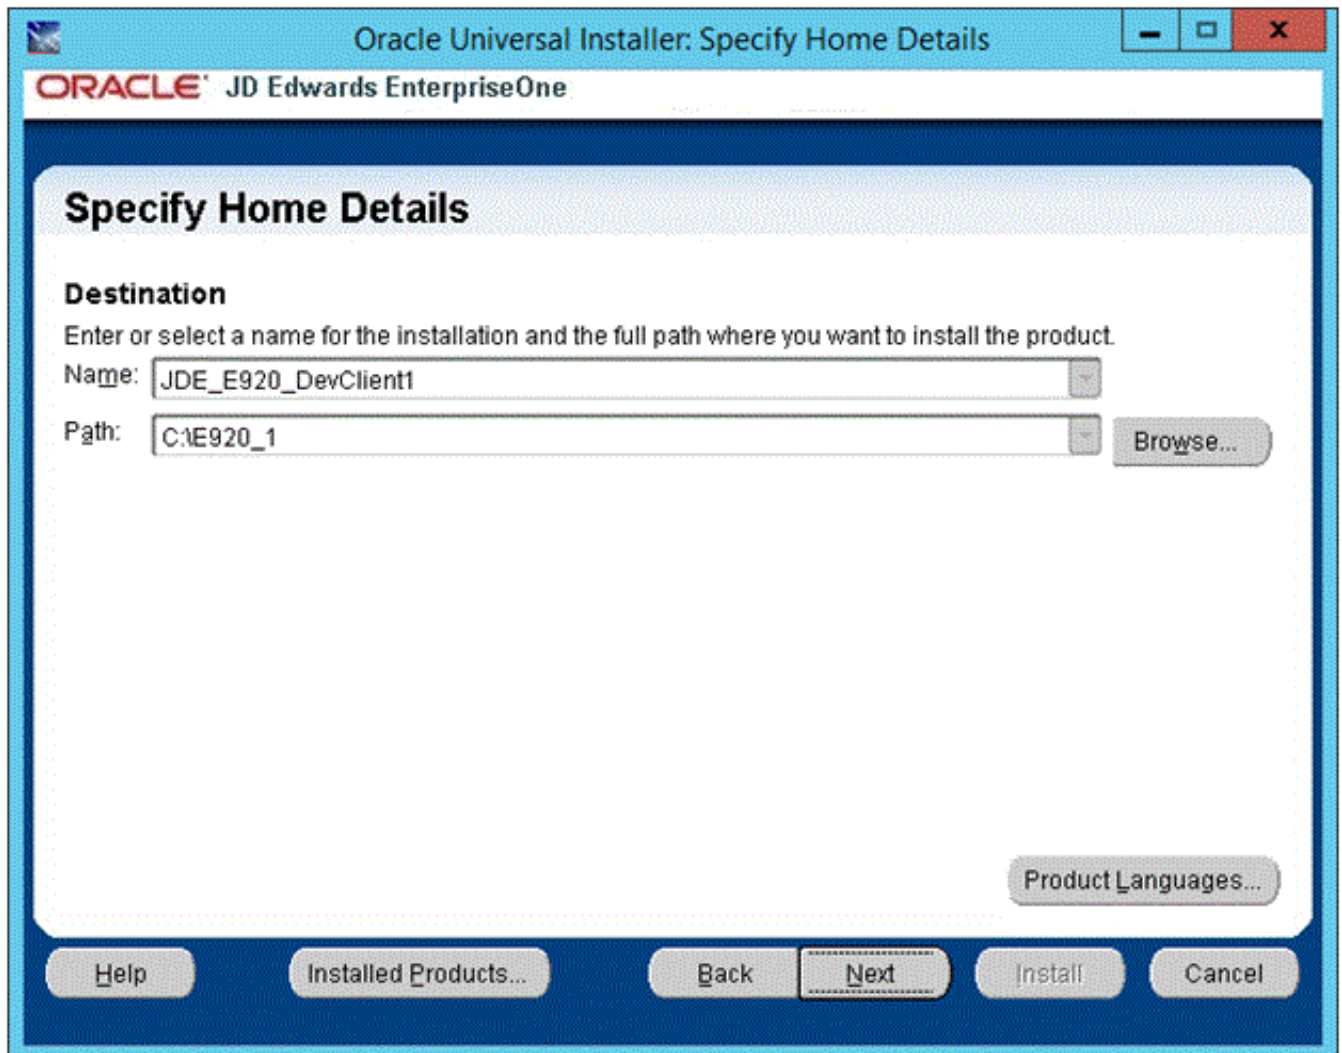 Oracle Universal Installer: Specify Home Details
ORACLE JD Edwards EnterpriseOne
Specify Home Details
Destination
Enter or select a name for the installation and the full path where you want to install the product.
Name: JDE_E920_DevClient1
Path: C:\E920_1 Browse...
Product Languages...
Help Installed Products... Back Next Install Cancel